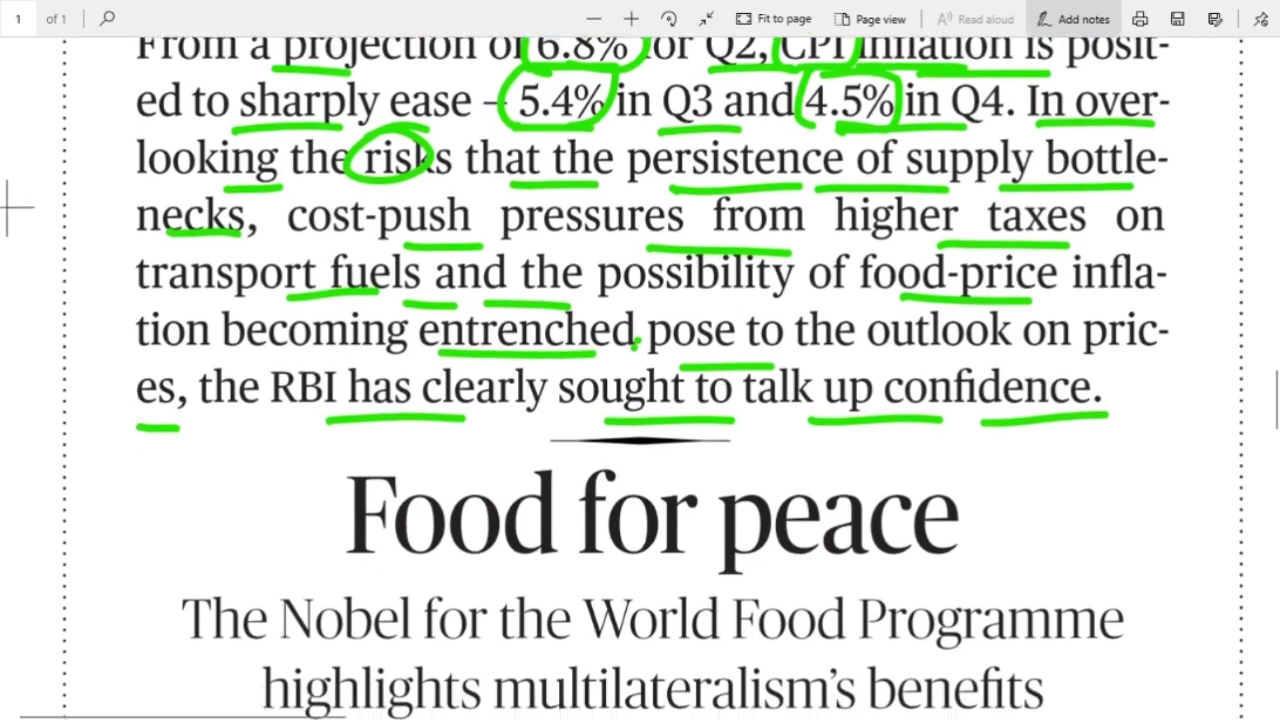 1 of 1 Fit to page Page view Read aloud Add notes
From a projection of 6.8% for Q2, CPI inflation is posit-
ed to sharply ease – 5.4% in Q3 and 4.5% in Q4. In over-
looking the risks that the persistence of supply bottle-
necks, cost-push pressures from higher taxes on
transport fuels and the possibility of food-price infla-
tion becoming entrenched pose to the outlook on pric-
es, the RBI has clearly sought to talk up confidence.
Food for peace
The Nobel for the World Food Programme
highlights multilateralism’s benefits